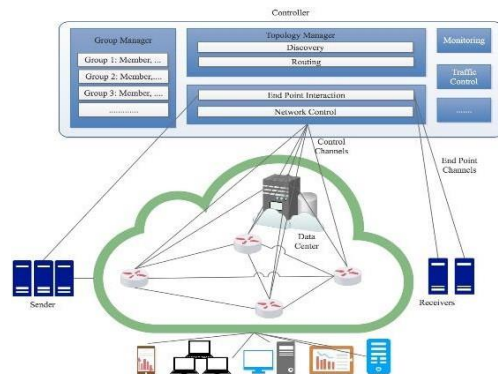 Controller
Group Manager
Group 1: Member, ...
Group 2: Member,....
Group 3: Member, ....
..............
Topology Manager
Discovery
Routing
End Point Interaction
Network Control
Monitoring
Traffic
Control
.......
Control
Channels
End Point
Channels
Data
Center
Sender
Receivers